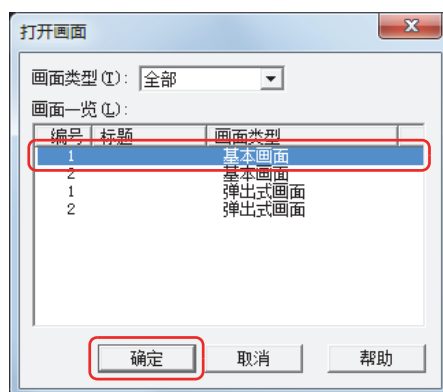 打开画面
画面类型(T): 全部
画面一览(L):
编号 标题 画面类型
1 基本画面
2 基本画面
1 弹出式画面
2 弹出式画面
确定 取消 帮助